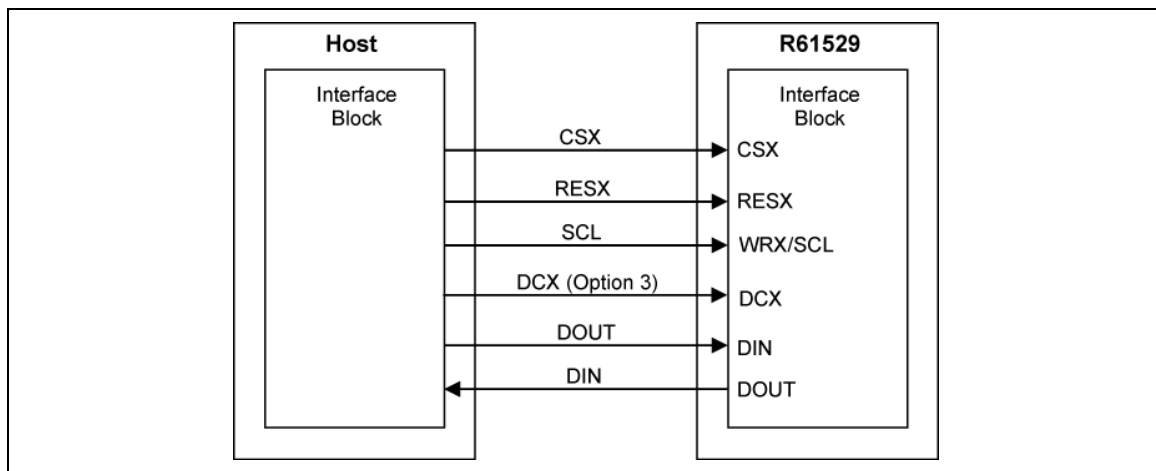 Host
R61529
Interface
Block
Interface
Block
CSX
CSX
RESX
RESX
SCL
WRX/SCL
DCX (Option 3)
DCX
DOUT
DIN
DIN
DOUT